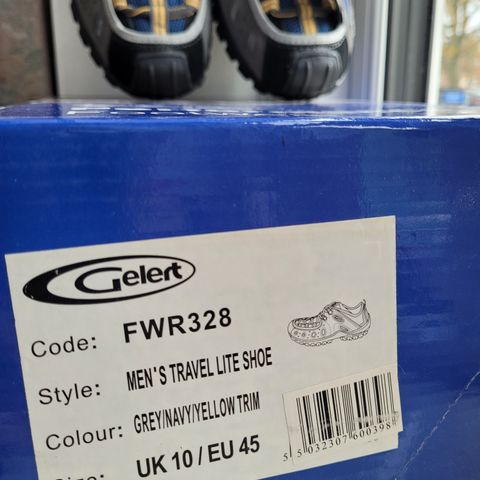 Gelert
Code: FWR328
Style: MEN'S TRAVEL LITE SHOE
Colour: GREY/NAVY/YELLOW TRIM
Size: UK 10 / EU 45
5 032307 600398